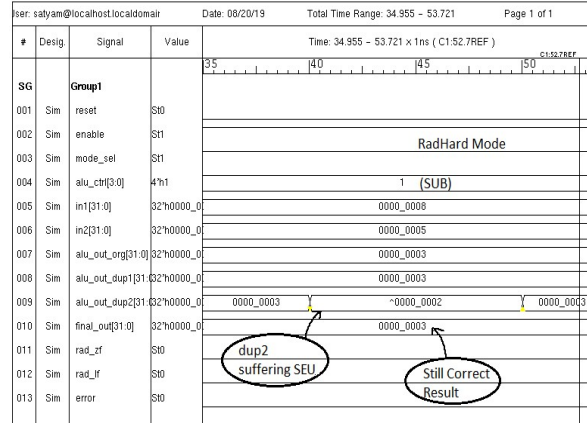 Iser: satyam@localhost.localdomair Date: 08/20/19 Total Time Range: 34.955 - 53.721 Page 1 of 1
# Desig. Signal Value Time: 34.955 - 53.721 x 1ns ( C1:52.7REF )
C1:52.7REF
35 40 45 50
SG Group1
001 Sim reset St0
002 Sim enable St1
RadHard Mode
003 Sim mode_sel St1
004 Sim alu_ctrl[3:0] 4'h1 1 (SUB)
005 Sim in1[31:0] 32'h0000_0 0000_0008
006 Sim in2[31:0] 32'h0000_0 0000_0005
007 Sim alu_out_org[31:0] 32'h0000_0 0000_0003
008 Sim alu_out_dup1[31:( 32'h0000_0 0000_0003
009 Sim alu_out_dup2[31:( 32'h0000_0 0000_0003 ^0000_0002 0000_0003
010 Sim final_out[31:0] 32'h0000_0 0000_0003
011 Sim rad_zf St0
012 Sim rad_lf St0
013 Sim error St0
dup2
suffering SEU
Still Correct
Result